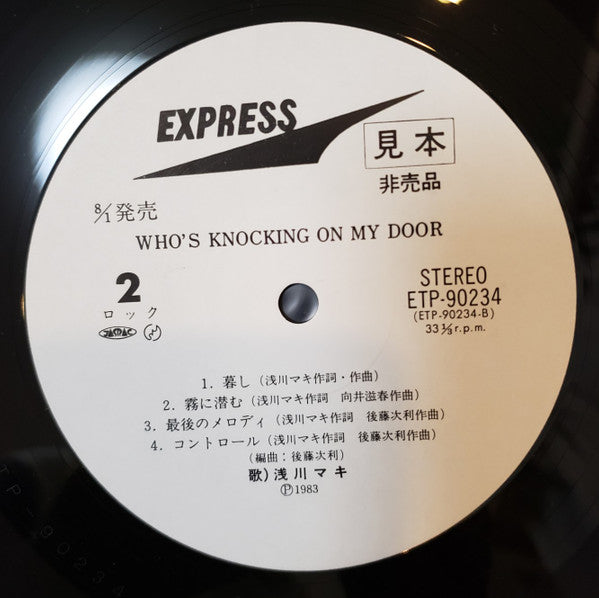 EXPRESS
見本
非売品
8/1発売
WHO'S KNOCKING ON MY DOOR
2
ロック
JASRAC
STEREO
ETP-90234
(ETP-90234-B)
33 1/3 r.p.m.
1. 暮し (浅川マキ作詞・作曲)
2. 霧に潜む (浅川マキ作詞 向井滋春作曲)
3. 最後のメロディ (浅川マキ作詞 後藤次利作曲)
4. コントロール (浅川マキ作詞 後藤次利作曲)
(編曲:後藤次利)
歌)浅川マキ
Ⓟ1983
TP-90234